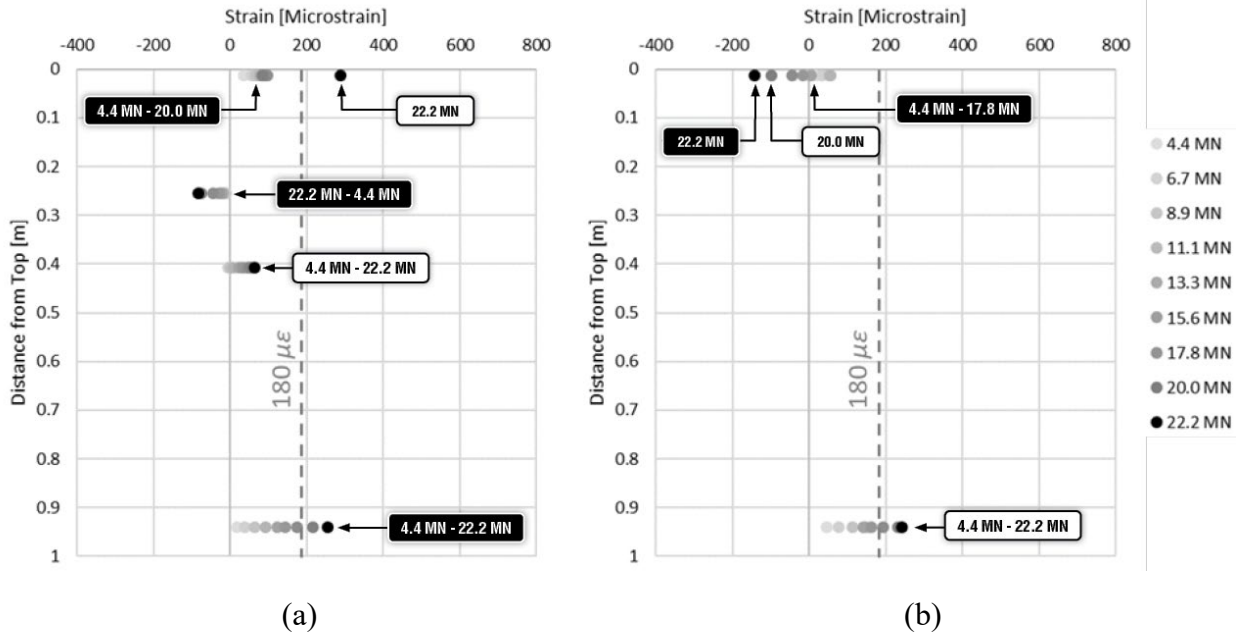 Strain [Microstrain]
-400 -200 0 200 400 600 800
Distance from Top [m]
0
0.1
0.2
0.3
0.4
0.5
0.6
0.7
0.8
0.9
1
4.4 MN - 20.0 MN
22.2 MN
22.2 MN - 4.4 MN
4.4 MN - 22.2 MN
180 με
4.4 MN - 22.2 MN
(a)
Strain [Microstrain]
-400 -200 0 200 400 600 800
Distance from Top [m]
0
0.1
0.2
0.3
0.4
0.5
0.6
0.7
0.8
0.9
1
4.4 MN - 17.8 MN
22.2 MN
20.0 MN
180 με
4.4 MN - 22.2 MN
(b)
4.4 MN
6.7 MN
8.9 MN
11.1 MN
13.3 MN
15.6 MN
17.8 MN
20.0 MN
22.2 MN